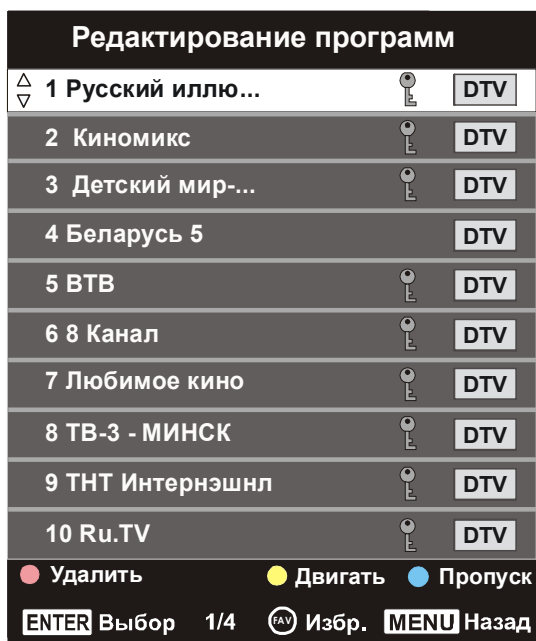 Редактирование программ
1 Русский иллю... DTV
2 Киномикс DTV
3 Детский мир-... DTV
4 Беларусь 5 DTV
5 ВТВ DTV
6 8 Канал DTV
7 Любимое кино DTV
8 ТВ-3 - МИНСК DTV
9 ТНТ Интернэшнл DTV
10 Ru.TV DTV
Удалить Двигать Пропуск
ENTER Выбор 1/4 FAV Избр. MENU Назад